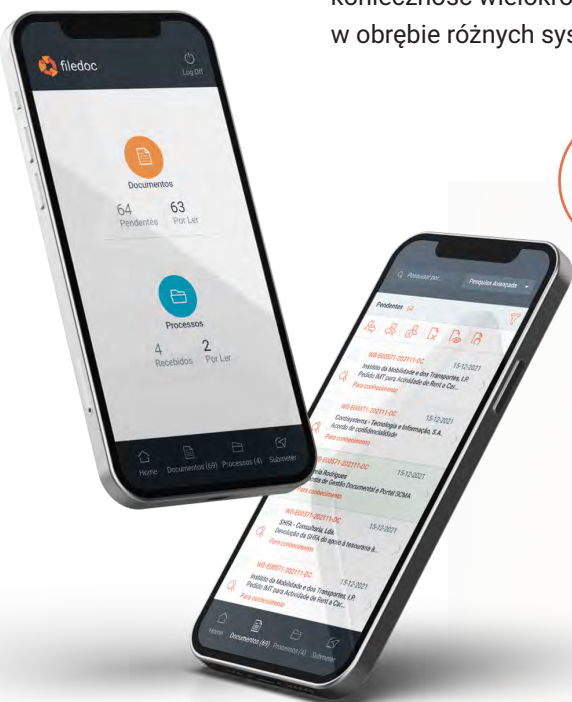 konieczność
w obrębie różnych
filedoc
Log Off
Documentos
64 63
Pendentes Por Ler
Processos
4 2
Recebidos Por Ler
Home Documentos (69) Processos (4) Submeter
Pesquisar por... Pesquisa Avançada
Pendentes 64
WB-E00571-202111-DC 15-12-2021
Instituto da Mobilidade e dos Transportes, I.P.
Pedido IMT para Actividade de Rent a Car...
Para conhecimento
WB-E00571-202111-DC 15-12-2021
- Tecnologia e Informação, S.A.
Acordo de confidencialidade
Para conhecimento
WB-E00571-202111-DC 15-12-2021
Rodrigues
de Gestão Documental e Portal SCMA
Para conhecimento
WB-E00571-202111-DC 15-12-2021
SHFA - Consultoria, Lda.
Devolução da SHFA do apoio à tesouraria à...
Para conhecimento
WB-E00571-202111-DC 15-12-2021
Instituto da Mobilidade e dos Transportes, I.P.
Pedido IMT para Actividade de Rent a Car...
Para conhecimento
Home Documentos (69) Processos (4) Submeter